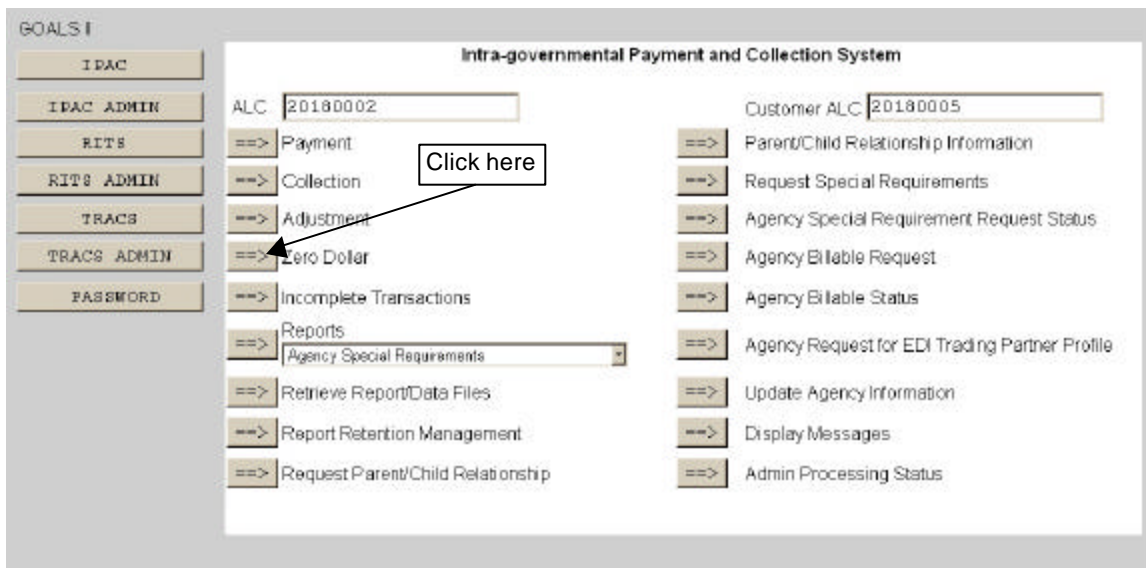 GOALS II
IPAC
IPAC ADMIN
RITS
RITS ADMIN
TRACS
TRACS ADMIN
PASSWORD
Intra-governmental Payment and Collection System
ALC 20180002
Customer ALC 20180005
==> Payment
==> Parent/Child Relationship Information
Click here
==> Collection
==> Request Special Requirements
==> Adjustment
==> Agency Special Requirement Request Status
==> Zero Dollar
==> Agency Billable Request
==> Incomplete Transactions
==> Agency Billable Status
==> Reports
Agency Special Requirements
==> Agency Request for EDI Trading Partner Profile
==> Retrieve Report/Data Files
==> Update Agency Information
==> Report Retention Management
==> Display Messages
==> Request Parent/Child Relationship
==> Admin Processing Status